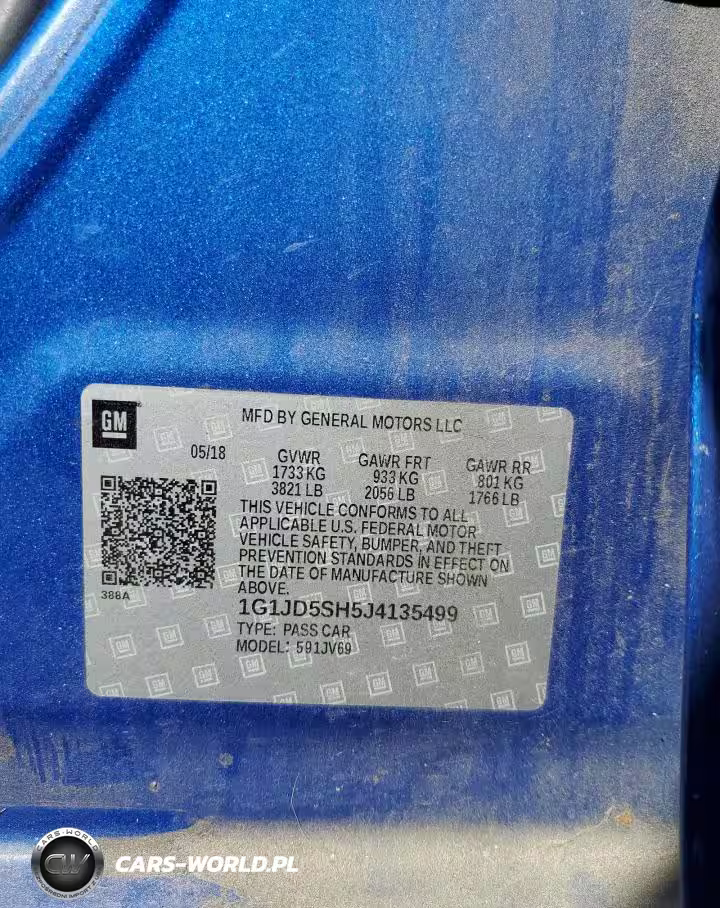 GM
MFD BY GENERAL MOTORS LLC
05/18
GVWR GAWR FRT GAWR RR
1733 KG 933 KG 801 KG
3821 LB 2056 LB 1766 LB
THIS VEHICLE CONFORMS TO ALL
APPLICABLE U.S. FEDERAL MOTOR
VEHICLE SAFETY, BUMPER, AND THEFT
PREVENTION STANDARDS IN EFFECT ON
THE DATE OF MANUFACTURE SHOWN
ABOVE.
388A
1G1JD5SH5J4135499
TYPE: PASS CAR
MODEL: 591JV69
CARS-WORLD
CW
CARS-WORLD.PL